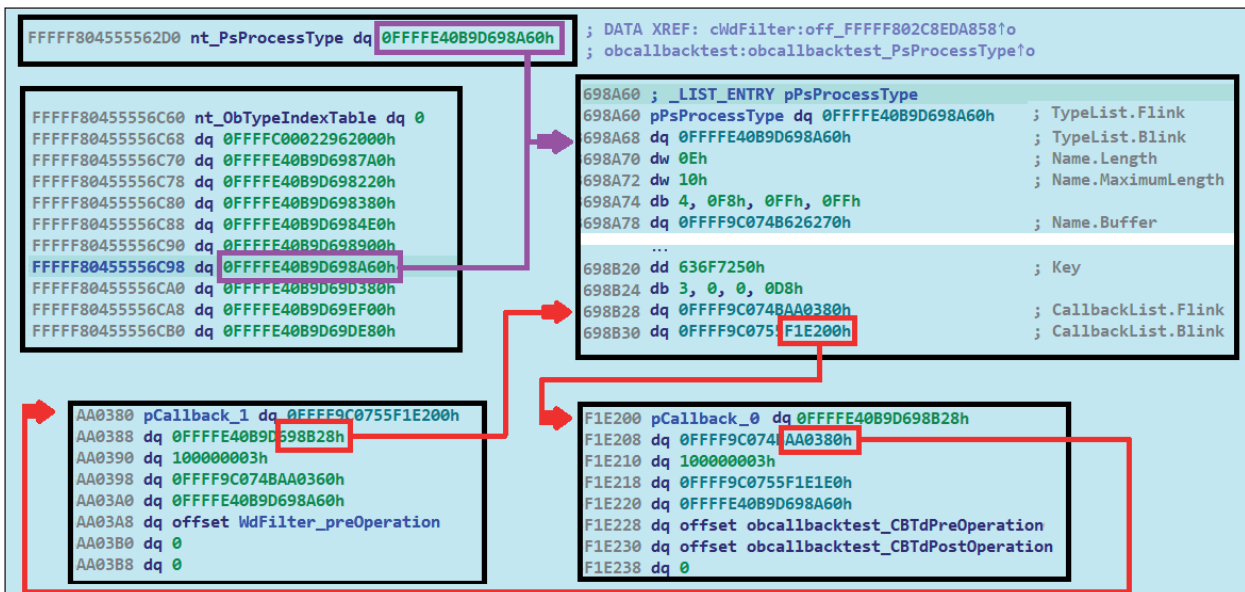 FFFFF804555562D0 nt_PsProcessType dq 0FFFFE40B9D698A60h
; DATA XREF: cWdFilter:off_FFFFF802C8EDA858↑o
; obcallbacktest:obcallbacktest_PsProcessType↑o
FFFFF80455556C60 nt_ObTypeIndexTable dq 0
FFFFF80455556C68 dq 0FFFFC00022962000h
FFFFF80455556C70 dq 0FFFFE40B9D6987A0h
FFFFF80455556C78 dq 0FFFFE40B9D698220h
FFFFF80455556C80 dq 0FFFFE40B9D698380h
FFFFF80455556C88 dq 0FFFFE40B9D6984E0h
FFFFF80455556C90 dq 0FFFFE40B9D698900h
FFFFF80455556C98 dq 0FFFFE40B9D698A60h
FFFFF80455556CA0 dq 0FFFFE40B9D69D380h
FFFFF80455556CA8 dq 0FFFFE40B9D69EF00h
FFFFF80455556CB0 dq 0FFFFE40B9D69DE80h
698A60 ; _LIST_ENTRY pPsProcessType
698A60 pPsProcessType dq 0FFFFE40B9D698A60h ; TypeList.Flink
698A68 dq 0FFFFE40B9D698A60h ; TypeList.Blink
698A70 dw 0Eh ; Name.Length
698A72 dw 10h ; Name.MaximumLength
698A74 db 4, 0F8h, 0FFh, 0FFh
698A78 dq 0FFFF9C074B626270h ; Name.Buffer
...
698B20 dd 636F7250h ; Key
698B24 db 3, 0, 0, 0D8h
698B28 dq 0FFFF9C074BAA0380h ; CallbackList.Flink
698B30 dq 0FFFF9C0755F1E200h ; CallbackList.Blink
AA0380 pCallback_1 dq 0FFFF9C0755F1E200h
AA0388 dq 0FFFFE40B9D698B28h
AA0390 dq 100000003h
AA0398 dq 0FFFF9C074BAA0360h
AA03A0 dq 0FFFFE40B9D698A60h
AA03A8 dq offset WdFilter_preOperation
AA03B0 dq 0
AA03B8 dq 0
F1E200 pCallback_0 dq 0FFFFE40B9D698B28h
F1E208 dq 0FFFF9C074BAA0380h
F1E210 dq 100000003h
F1E218 dq 0FFFF9C0755F1E1E0h
F1E220 dq 0FFFFE40B9D698A60h
F1E228 dq offset obcallbacktest_CBTdPreOperation
F1E230 dq offset obcallbacktest_CBTdPostOperation
F1E238 dq 0